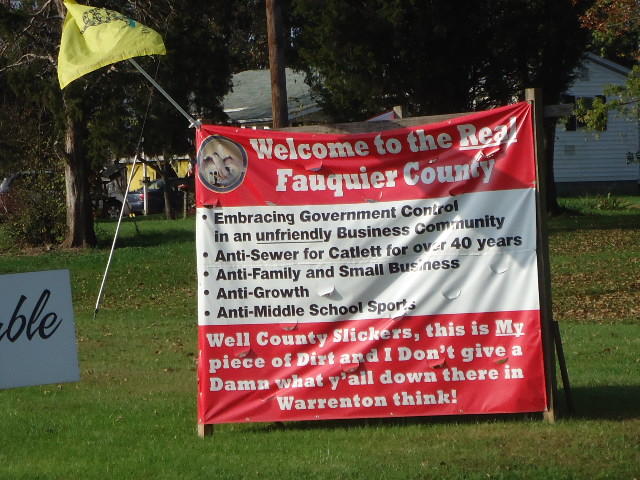 Welcome to the Real
Fauquier County
• Embracing Government Control
in an unfriendly Business Community
• Anti-Sewer for Catlett for over 40 years
• Anti-Family and Small Business
• Anti-Growth
• Anti-Middle School Sports
Well County Slickers, this is My
piece of Dirt and I Don't give a
Damn what y'all down there in
Warrenton think!
able